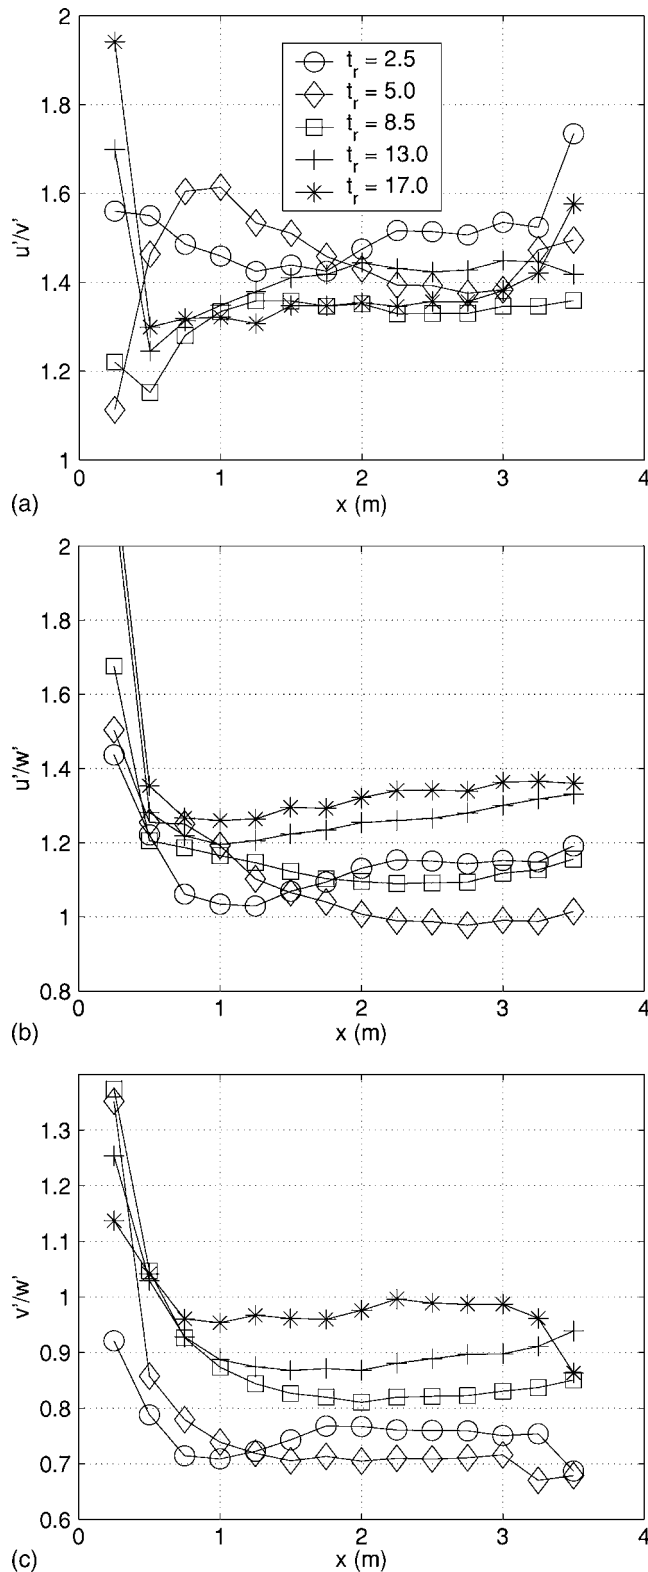 2
1.8
1.6
1.4
1.2
1
u'/v'
t_r = 2.5
t_r = 5.0
t_r = 8.5
t_r = 13.0
t_r = 17.0
0 1 2 3 4
x (m)
(a)
2
1.8
1.6
1.4
1.2
1
0.8
u'/w'
0 1 2 3 4
x (m)
(b)
1.3
1.2
1.1
1
0.9
0.8
0.7
0.6
v'/w'
0 1 2 3 4
x (m)
(c)